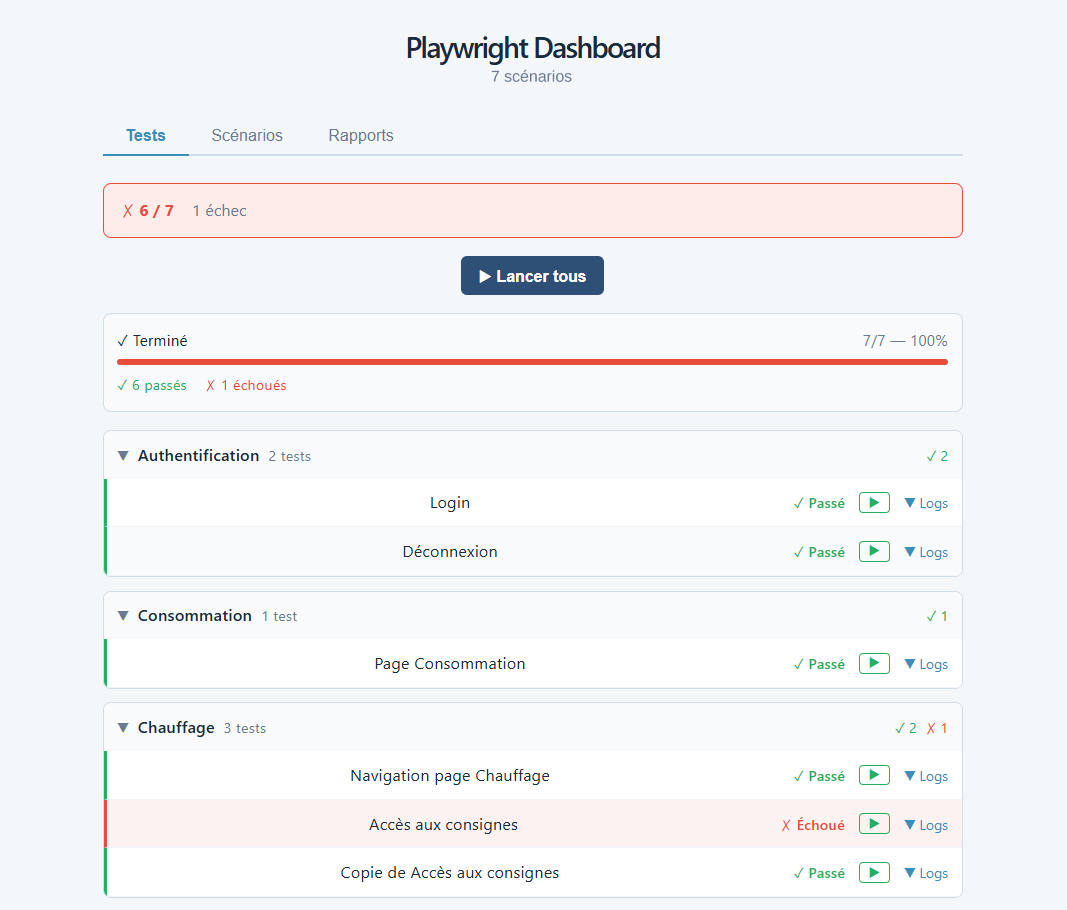 Playwright Dashboard
7 scénarios
Tests Scénarios Rapports
✗ 6 / 7 1 échec
▶ Lancer tous
✓ Terminé 7/7 — 100%
✓ 6 passés ✗ 1 échoués
▼ Authentification 2 tests ✓ 2
Login ✓ Passé ▶ ▼ Logs
Déconnexion ✓ Passé ▶ ▼ Logs
▼ Consommation 1 test ✓ 1
Page Consommation ✓ Passé ▶ ▼ Logs
▼ Chauffage 3 tests ✓ 2 ✗ 1
Navigation page Chauffage ✓ Passé ▶ ▼ Logs
Accès aux consignes ✗ Échoué ▶ ▼ Logs
Copie de Accès aux consignes ✓ Passé ▶ ▼ Logs